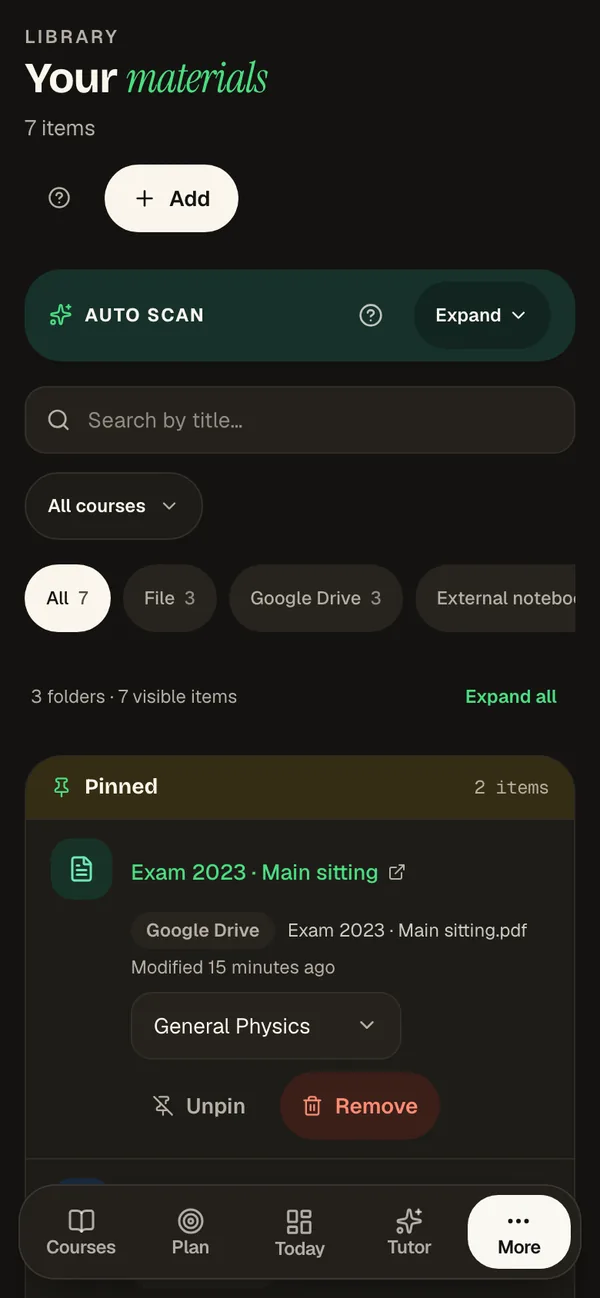 LIBRARY
Your materials
7 items
Add
AUTO SCAN
Expand
Search by title…
All courses
All 7
File 3
Google Drive 3
External notebo
3 folders · 7 visible items
Expand all
Pinned
2 items
Exam 2023 · Main sitting
Google Drive
Exam 2023 · Main sitting.pdf
Modified 15 minutes ago
General Physics
Unpin
Remove
Courses
Plan
Today
Tutor
More